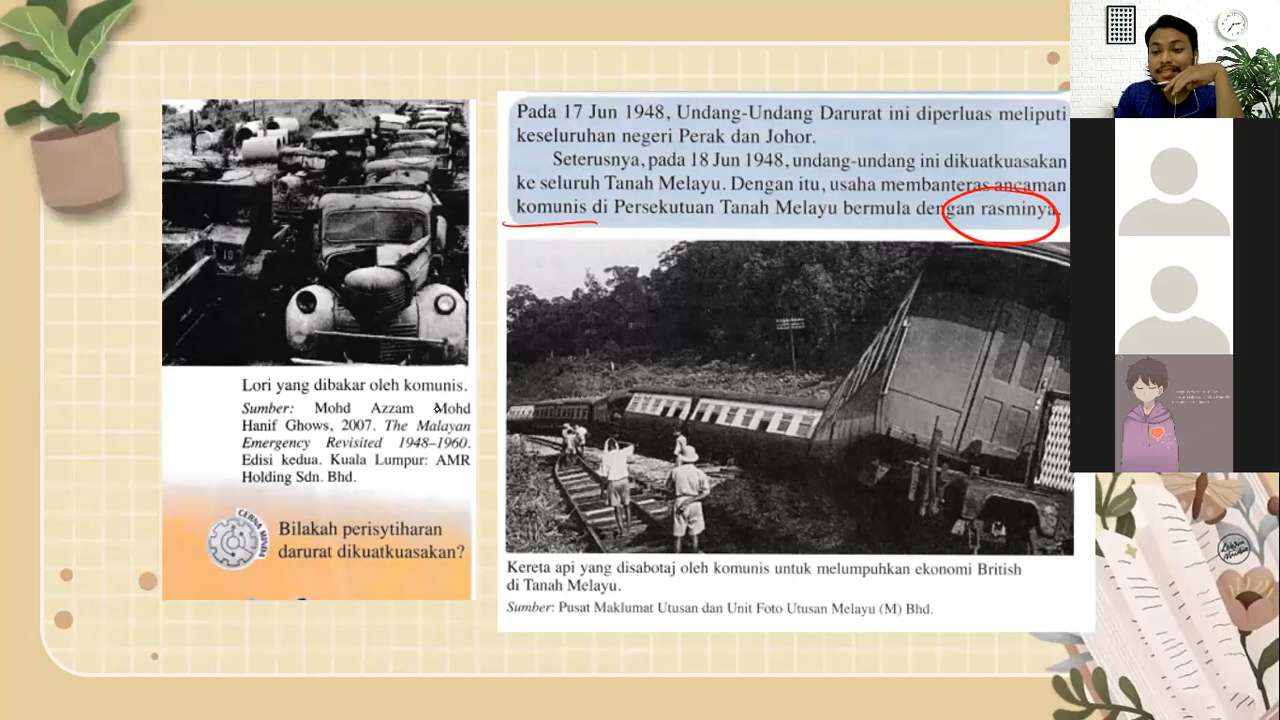 Pada 17 Jun 1948, Undang-Undang Darurat ini diperluas meliputi
keseluruhan negeri Perak dan Johor.
Seterusnya, pada 18 Jun 1948, undang-undang ini dikuatkuasakan
ke seluruh Tanah Melayu. Dengan itu, usaha membanteras ancaman
komunis di Persekutuan Tanah Melayu bermula dengan rasminya.
Lori yang dibakar oleh komunis.
Sumber: Mohd Azzam Mohd
Hanif Ghows, 2007. The Malayan
Emergency Revisited 1948–1960.
Edisi kedua. Kuala Lumpur: AMR
Holding Sdn. Bhd.
CERNA MINDA
Bilakah perisytiharan
darurat dikuatkuasakan?
Kereta api yang disabotaj oleh komunis untuk melumpuhkan ekonomi British
di Tanah Melayu.
Sumber: Pusat Maklumat Utusan dan Unit Foto Utusan Melayu (M) Bhd.